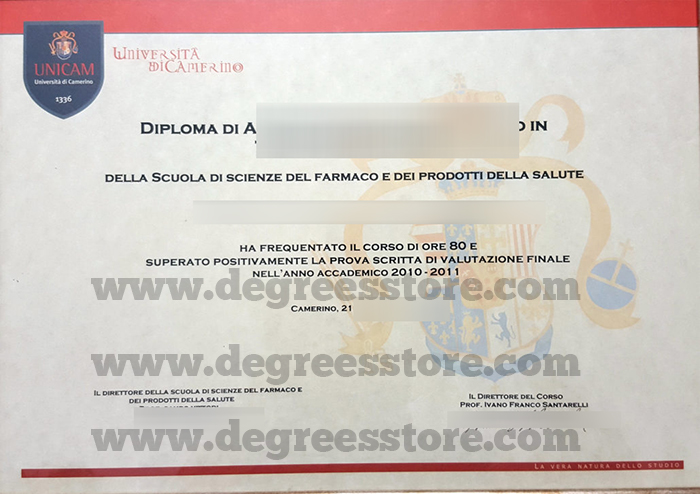 UNICAM
Università di Camerino
1336
UNIVERSITÀ
DI CAMERINO
DIPLOMA DI A
O IN
DELLA SCUOLA DI SCIENZE DEL FARMACO E DEI PRODOTTI DELLA SALUTE
HA FREQUENTATO IL CORSO DI ORE 80 E
SUPERATO POSITIVAMENTE LA PROVA SCRITTA DI VALUTAZIONE FINALE
NELL'ANNO ACCADEMICO 2010 - 2011
www.degreesstore.com
CAMERINO, 21
www.degreesstore.com
IL DIRETTORE DELLA SCUOLA DI SCIENZE DEL FARMACO E
DEI PRODOTTI DELLA SALUTE
IL DIRETTORE DEL CORSO
PROF. IVANO FRANCO SANTARELLI
www.degreesstore.com
LA VERA NATURA DELLO STUDIO